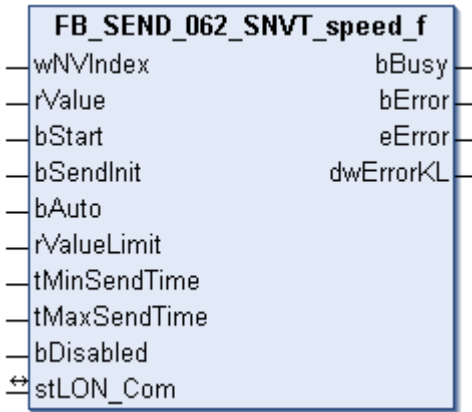 FB_SEND_062_SNVT_speed_f
wNVIndex bBusy
rValue bError
bStart eError
bSendInit dwErrorKL
bAuto
rValueLimit
tMinSendTime
tMaxSendTime
bDisabled
stLON_Com